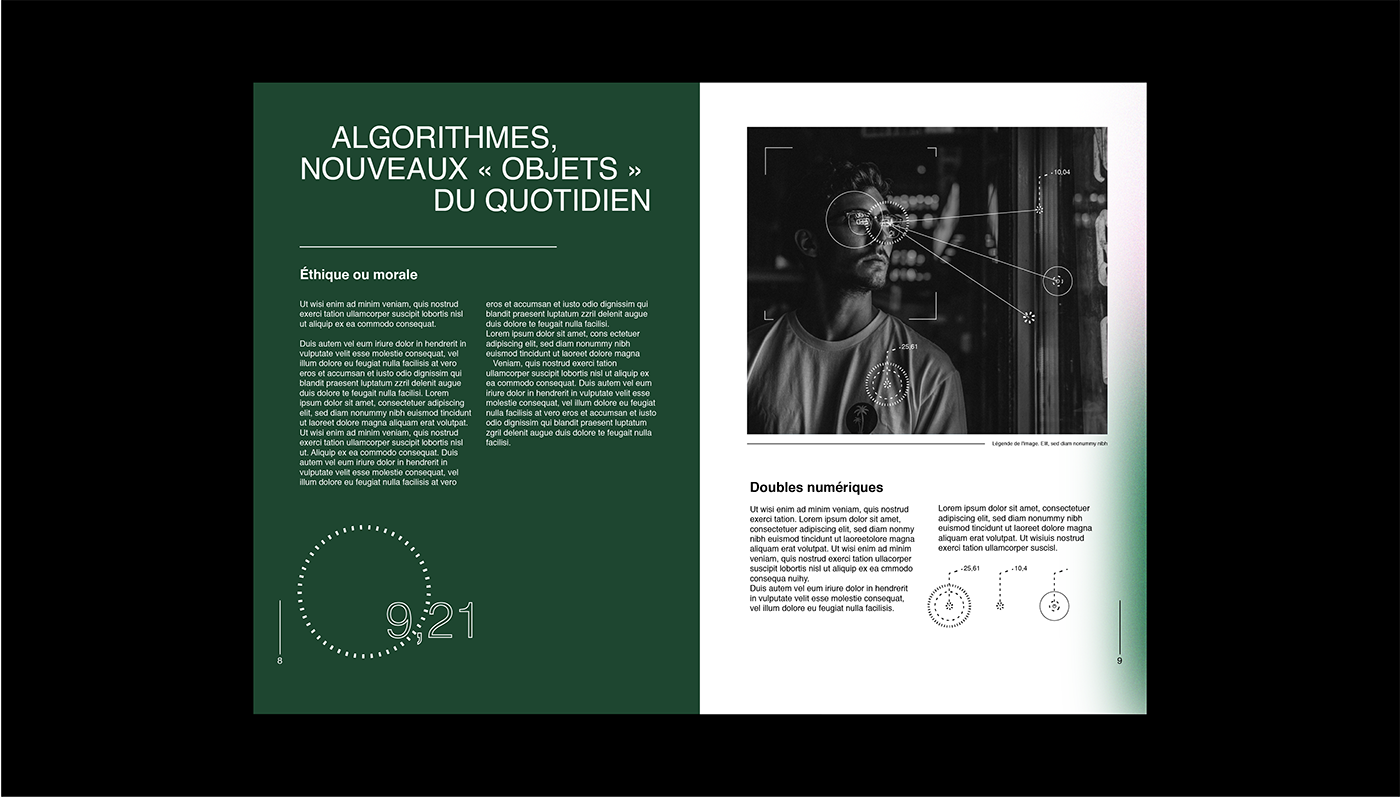 ALGORITHMES,
NOUVEAUX « OBJETS »
DU QUOTIDIEN
Éthique ou morale
Ut wisi enim ad minim veniam, quis nostrud
exerci tation ullamcorper suscipit lobortis nisl
ut aliquip ex ea commodo consequat.
Duis autem vel eum iriure dolor in hendrerit in
vulputate velit esse molestie consequat, vel
illum dolore eu feugiat nulla facilisis at vero
eros et accumsan et iusto odio dignissim qui
blandit praesent luptatum zzril delenit augue
duis dolore te feugait nulla facilisi. Lorem
ipsum dolor sit amet, consectetuer adipiscing
elit, sed diam nonummy nibh euismod tincidunt
ut laoreet dolore magna aliquam erat volutpat.
Ut wisi enim ad minim veniam, quis nostrud
exerci tation ullamcorper suscipit lobortis nisl
ut. Aliquip ex ea commodo consequat. Duis
autem vel eum iriure dolor in hendrerit in
vulputate velit esse molestie consequat, vel
illum dolore eu feugiat nulla facilisis at vero
eros et accumsan et iusto odio dignissim qui
blandit praesent luptatum zzril delenit augue
duis dolore te feugait nulla facilisi.
Lorem ipsum dolor sit amet, cons ectetuer
adipiscing elit, sed diam nonummy nibh
euismod tincidunt ut laoreet dolore magna
Veniam, quis nostrud exerci tation
ullamcorper suscipit lobortis nisl ut aliquip ex
ea commodo consequat. Duis autem vel eum
iriure dolor in hendrerit in vulputate velit esse
molestie consequat, vel illum dolore eu feugiat
nulla facilisis at vero eros et accumsan et iusto
odio dignissim qui blandit praesent luptatum
zgril delenit augue duis dolore te feugait nulla
facilisi.
9,21
8
10,04
25,61
Légende de l'image. Elit, sed diam nonummy nibh
Doubles numériques
Ut wisi enim ad minim veniam, quis nostrud
exerci tation. Lorem ipsum dolor sit amet,
consectetuer adipiscing elit, sed diam nonmy
nibh euismod tincidunt ut laoreetolore magna
aliquam erat volutpat. Ut wisi enim ad minim
veniam, quis nostrud exerci tation ullacorper
suscipit lobortis nisl ut aliquip ex ea cmmodo
consequa nuihy.
Duis autem vel eum iriure dolor in hendrerit
in vulputate velit esse molestie consequat,
vel illum dolore eu feugiat nulla facilisis.
Lorem ipsum dolor sit amet, consectetuer
adipiscing elit, sed diam nonummy nibh
euismod tincidunt ut laoreet dolore magna
aliquam erat volutpat. Ut wisiuis nostrud
exerci tation ullamcorper suscisl.
25,61
10,4
9